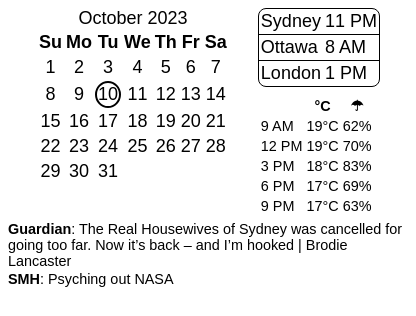 October 2023
Su Mo Tu We Th Fr Sa
1 2 3 4 5 6 7
8 9 10 11 12 13 14
15 16 17 18 19 20 21
22 23 24 25 26 27 28
29 30 31
Sydney 11 PM
Ottawa 8 AM
London 1 PM
°C ☂
9 AM 19°C 62%
12 PM 19°C 70%
3 PM 18°C 83%
6 PM 17°C 69%
9 PM 17°C 63%
Guardian: The Real Housewives of Sydney was cancelled for
going too far. Now it’s back – and I’m hooked | Brodie
Lancaster
SMH: Psyching out NASA